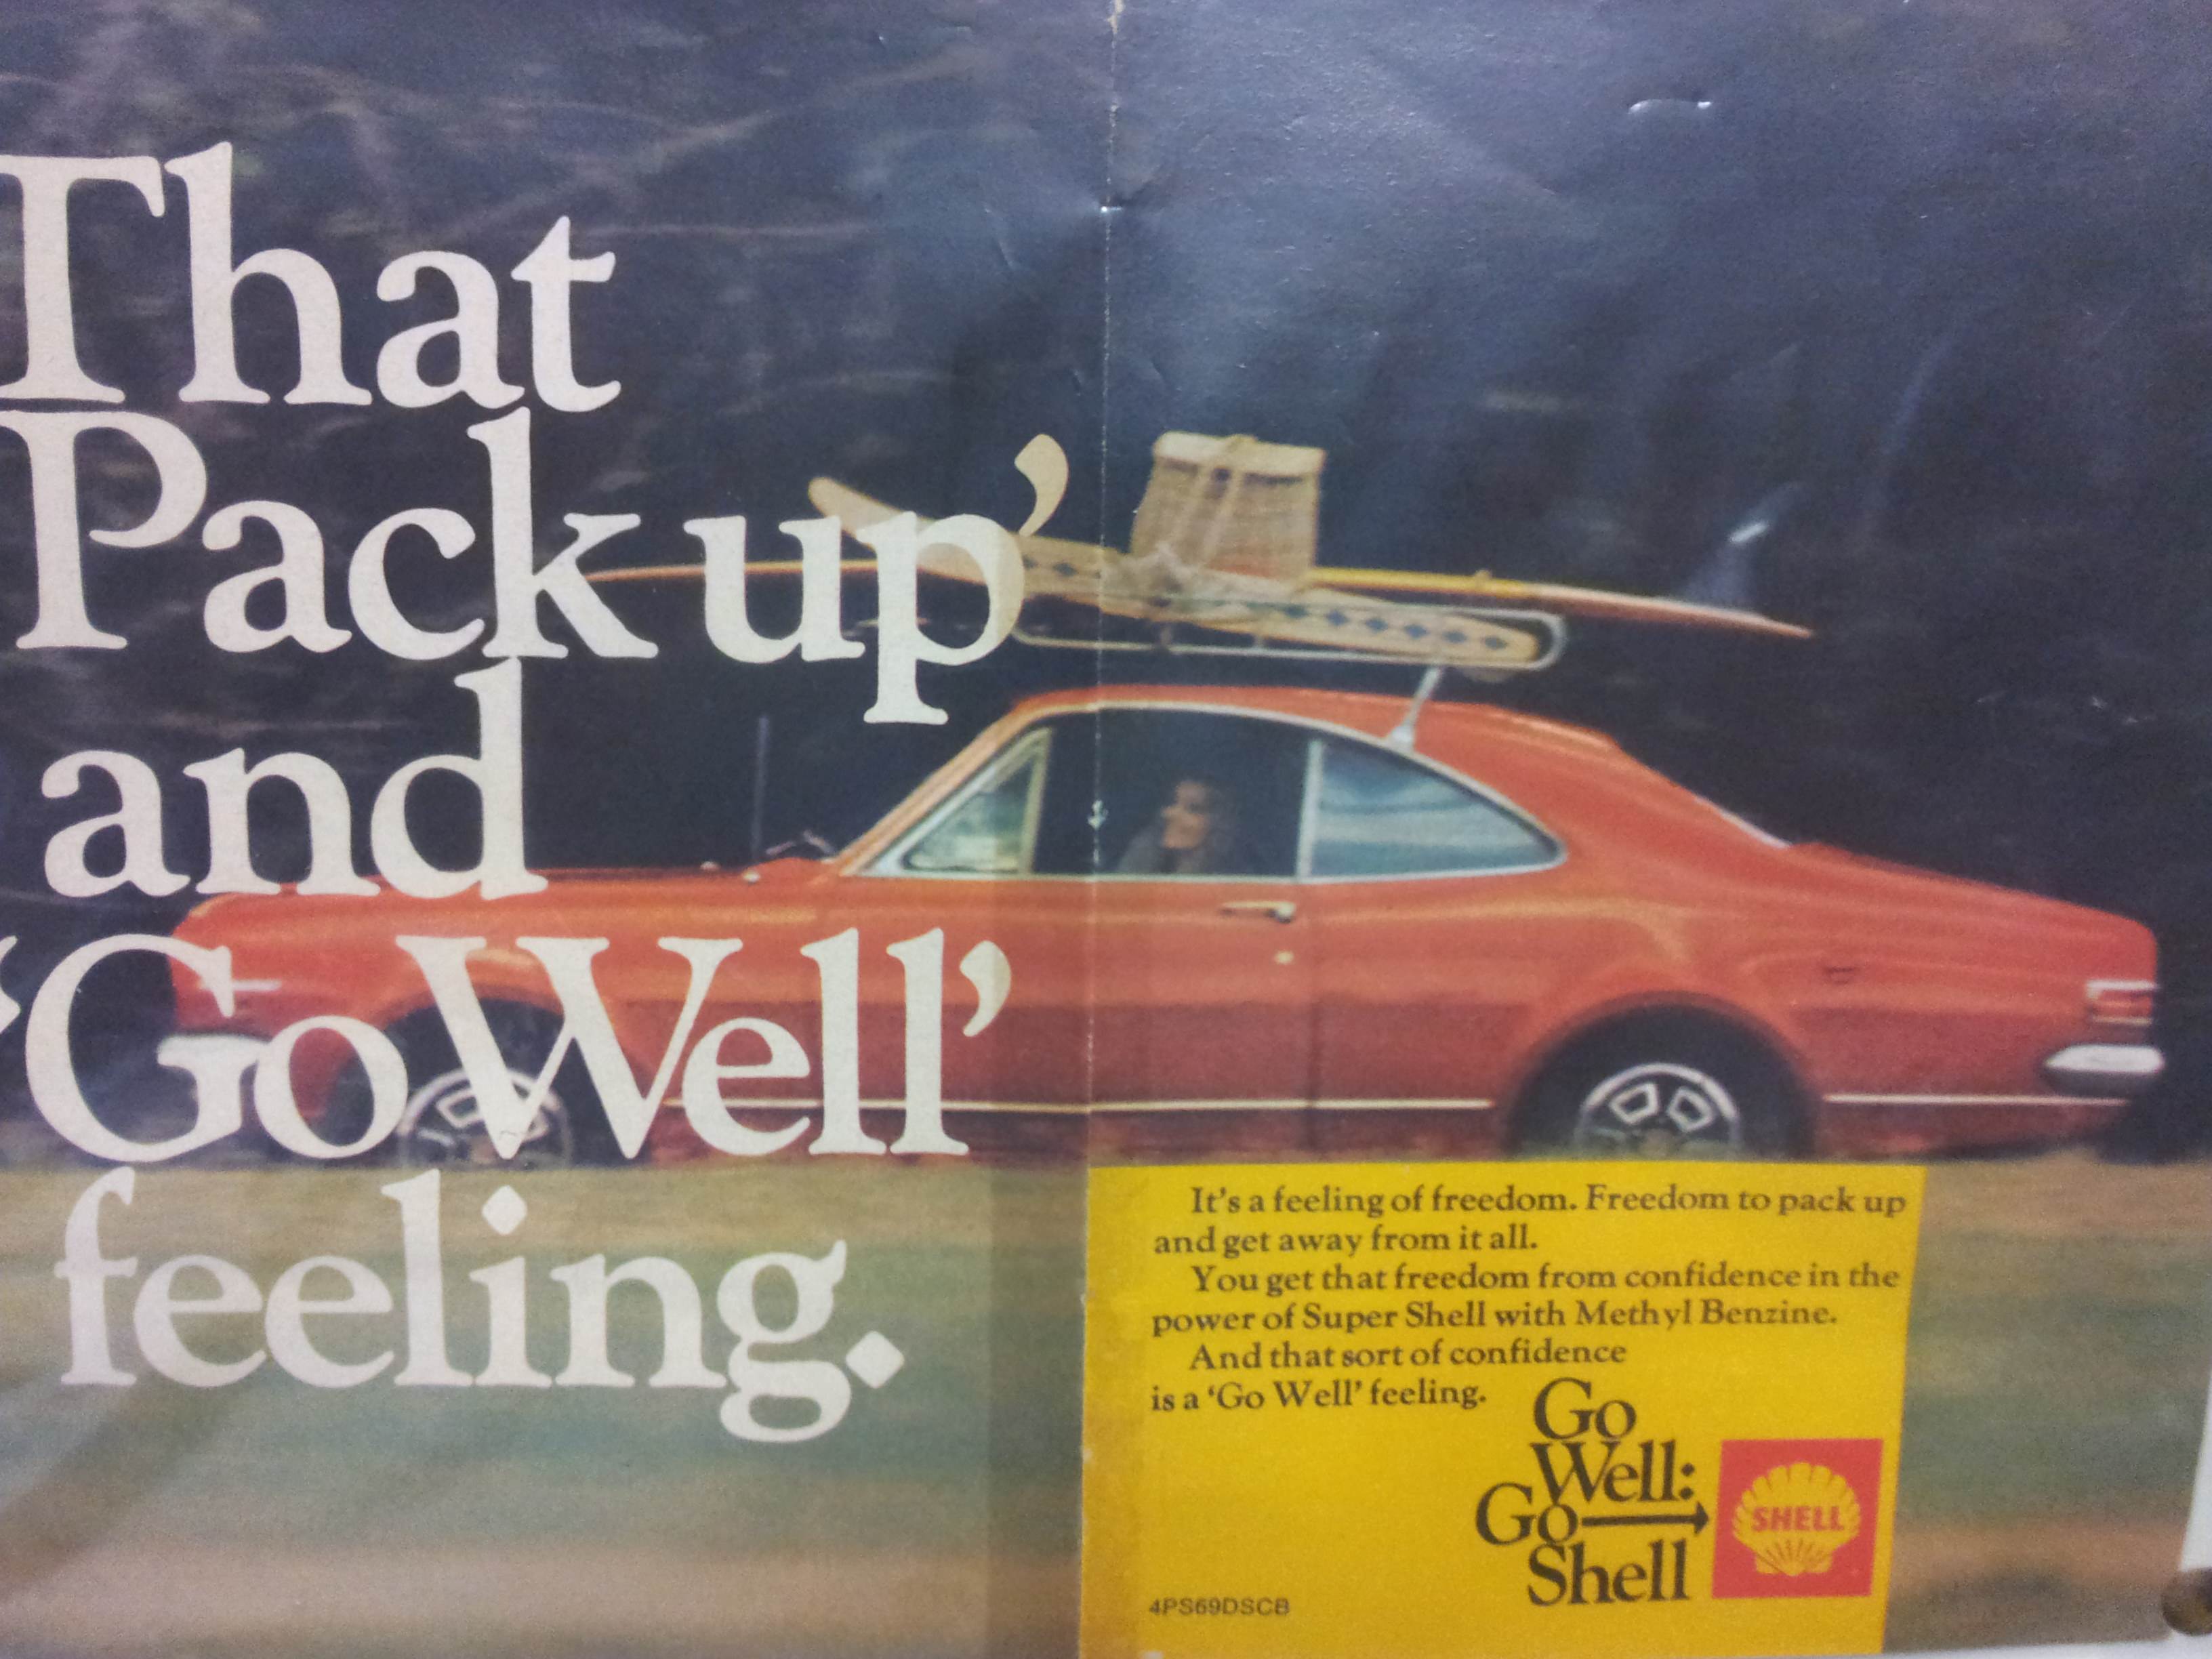 That
Pack up'
and
'Go Well'
feeling.
It's a feeling of freedom. Freedom to pack up
and get away from it all.
You get that freedom from confidence in the
power of Super Shell with Methyl Benzine.
And that sort of confidence
is a 'Go Well' feeling.
Go
Well:
Go
Shell
SHELL
4PS69DSCB